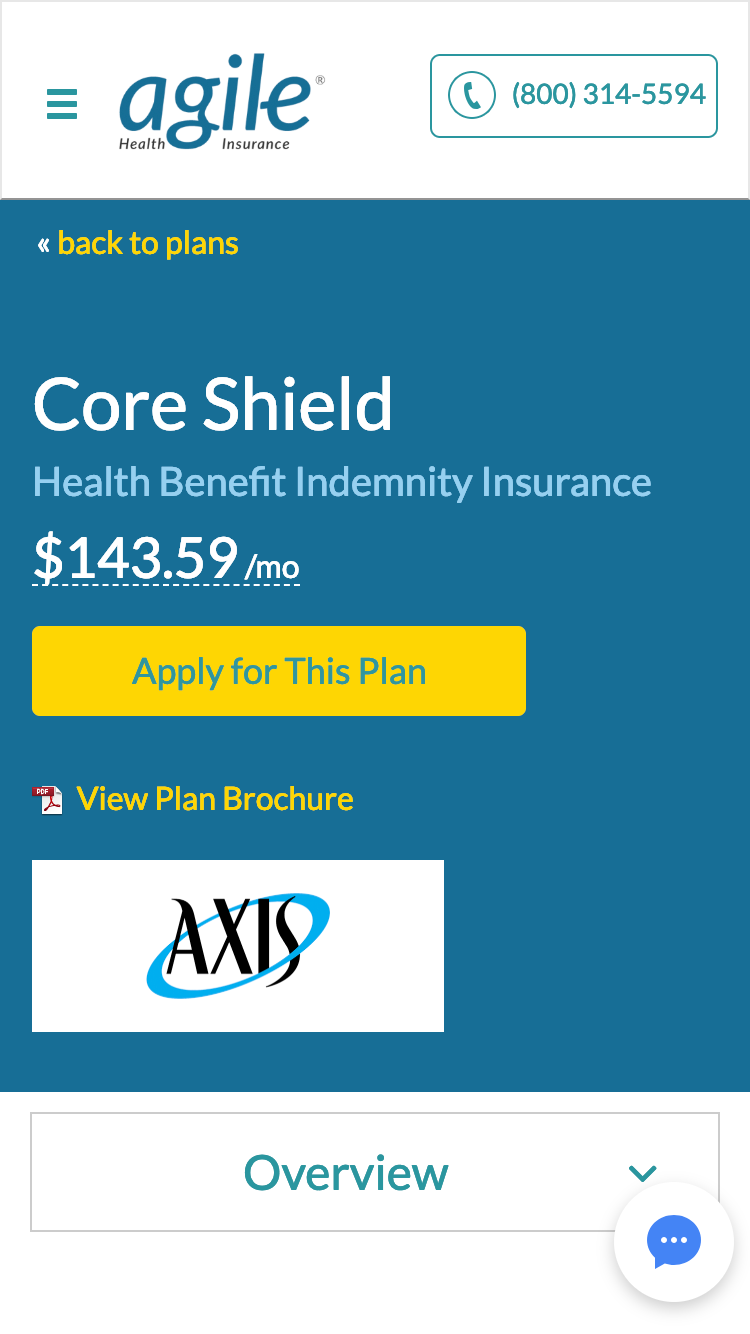 agile®
Health Insurance
(800) 314-5594
« back to plans
Core Shield
Health Benefit Indemnity Insurance
$143.59 /mo
Apply for This Plan
PDF
View Plan Brochure
AXIS
Overview